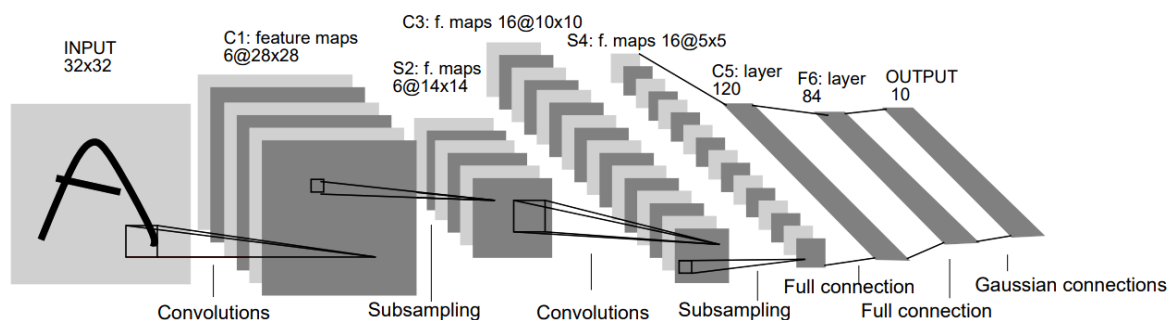 INPUT
32x32
C1: feature maps
6@28x28
S2: f. maps
6@14x14
C3: f. maps 16@10x10
S4: f. maps 16@5x5
C5: layer
120
F6: layer
84
OUTPUT
10
Convolutions
Subsampling
Convolutions
Subsampling
Full connection
Full connection
Gaussian connections